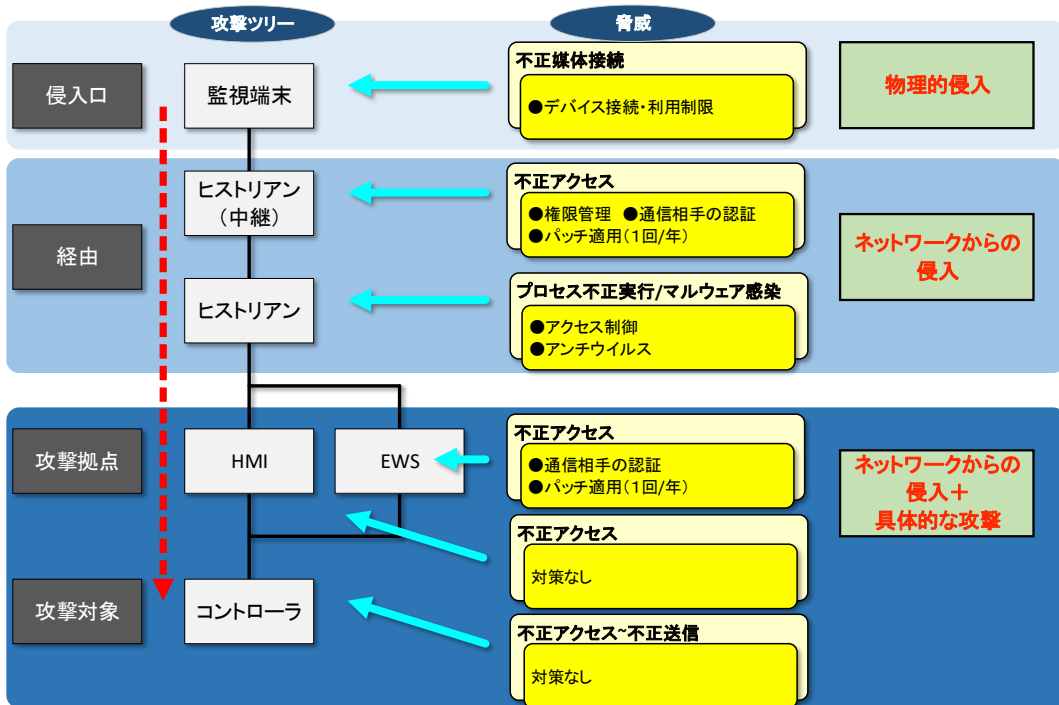 攻撃ツリー
脅威
侵入口
監視端末
不正媒体接続
●デバイス接続・利用制限
物理的侵入
経由
ヒストリアン
（中継）
不正アクセス
●権限管理 ●通信相手の認証
●パッチ適用（1回/年）
ネットワークからの
侵入
ヒストリアン
プロセス不正実行/マルウェア感染
●アクセス制御
●アンチウイルス
攻撃拠点
HMI
EWS
不正アクセス
●通信相手の認証
●パッチ適用（1回/年）
ネットワークからの
侵入＋
具体的な攻撃
不正アクセス
対策なし
攻撃対象
コントローラ
不正アクセス~不正送信
対策なし